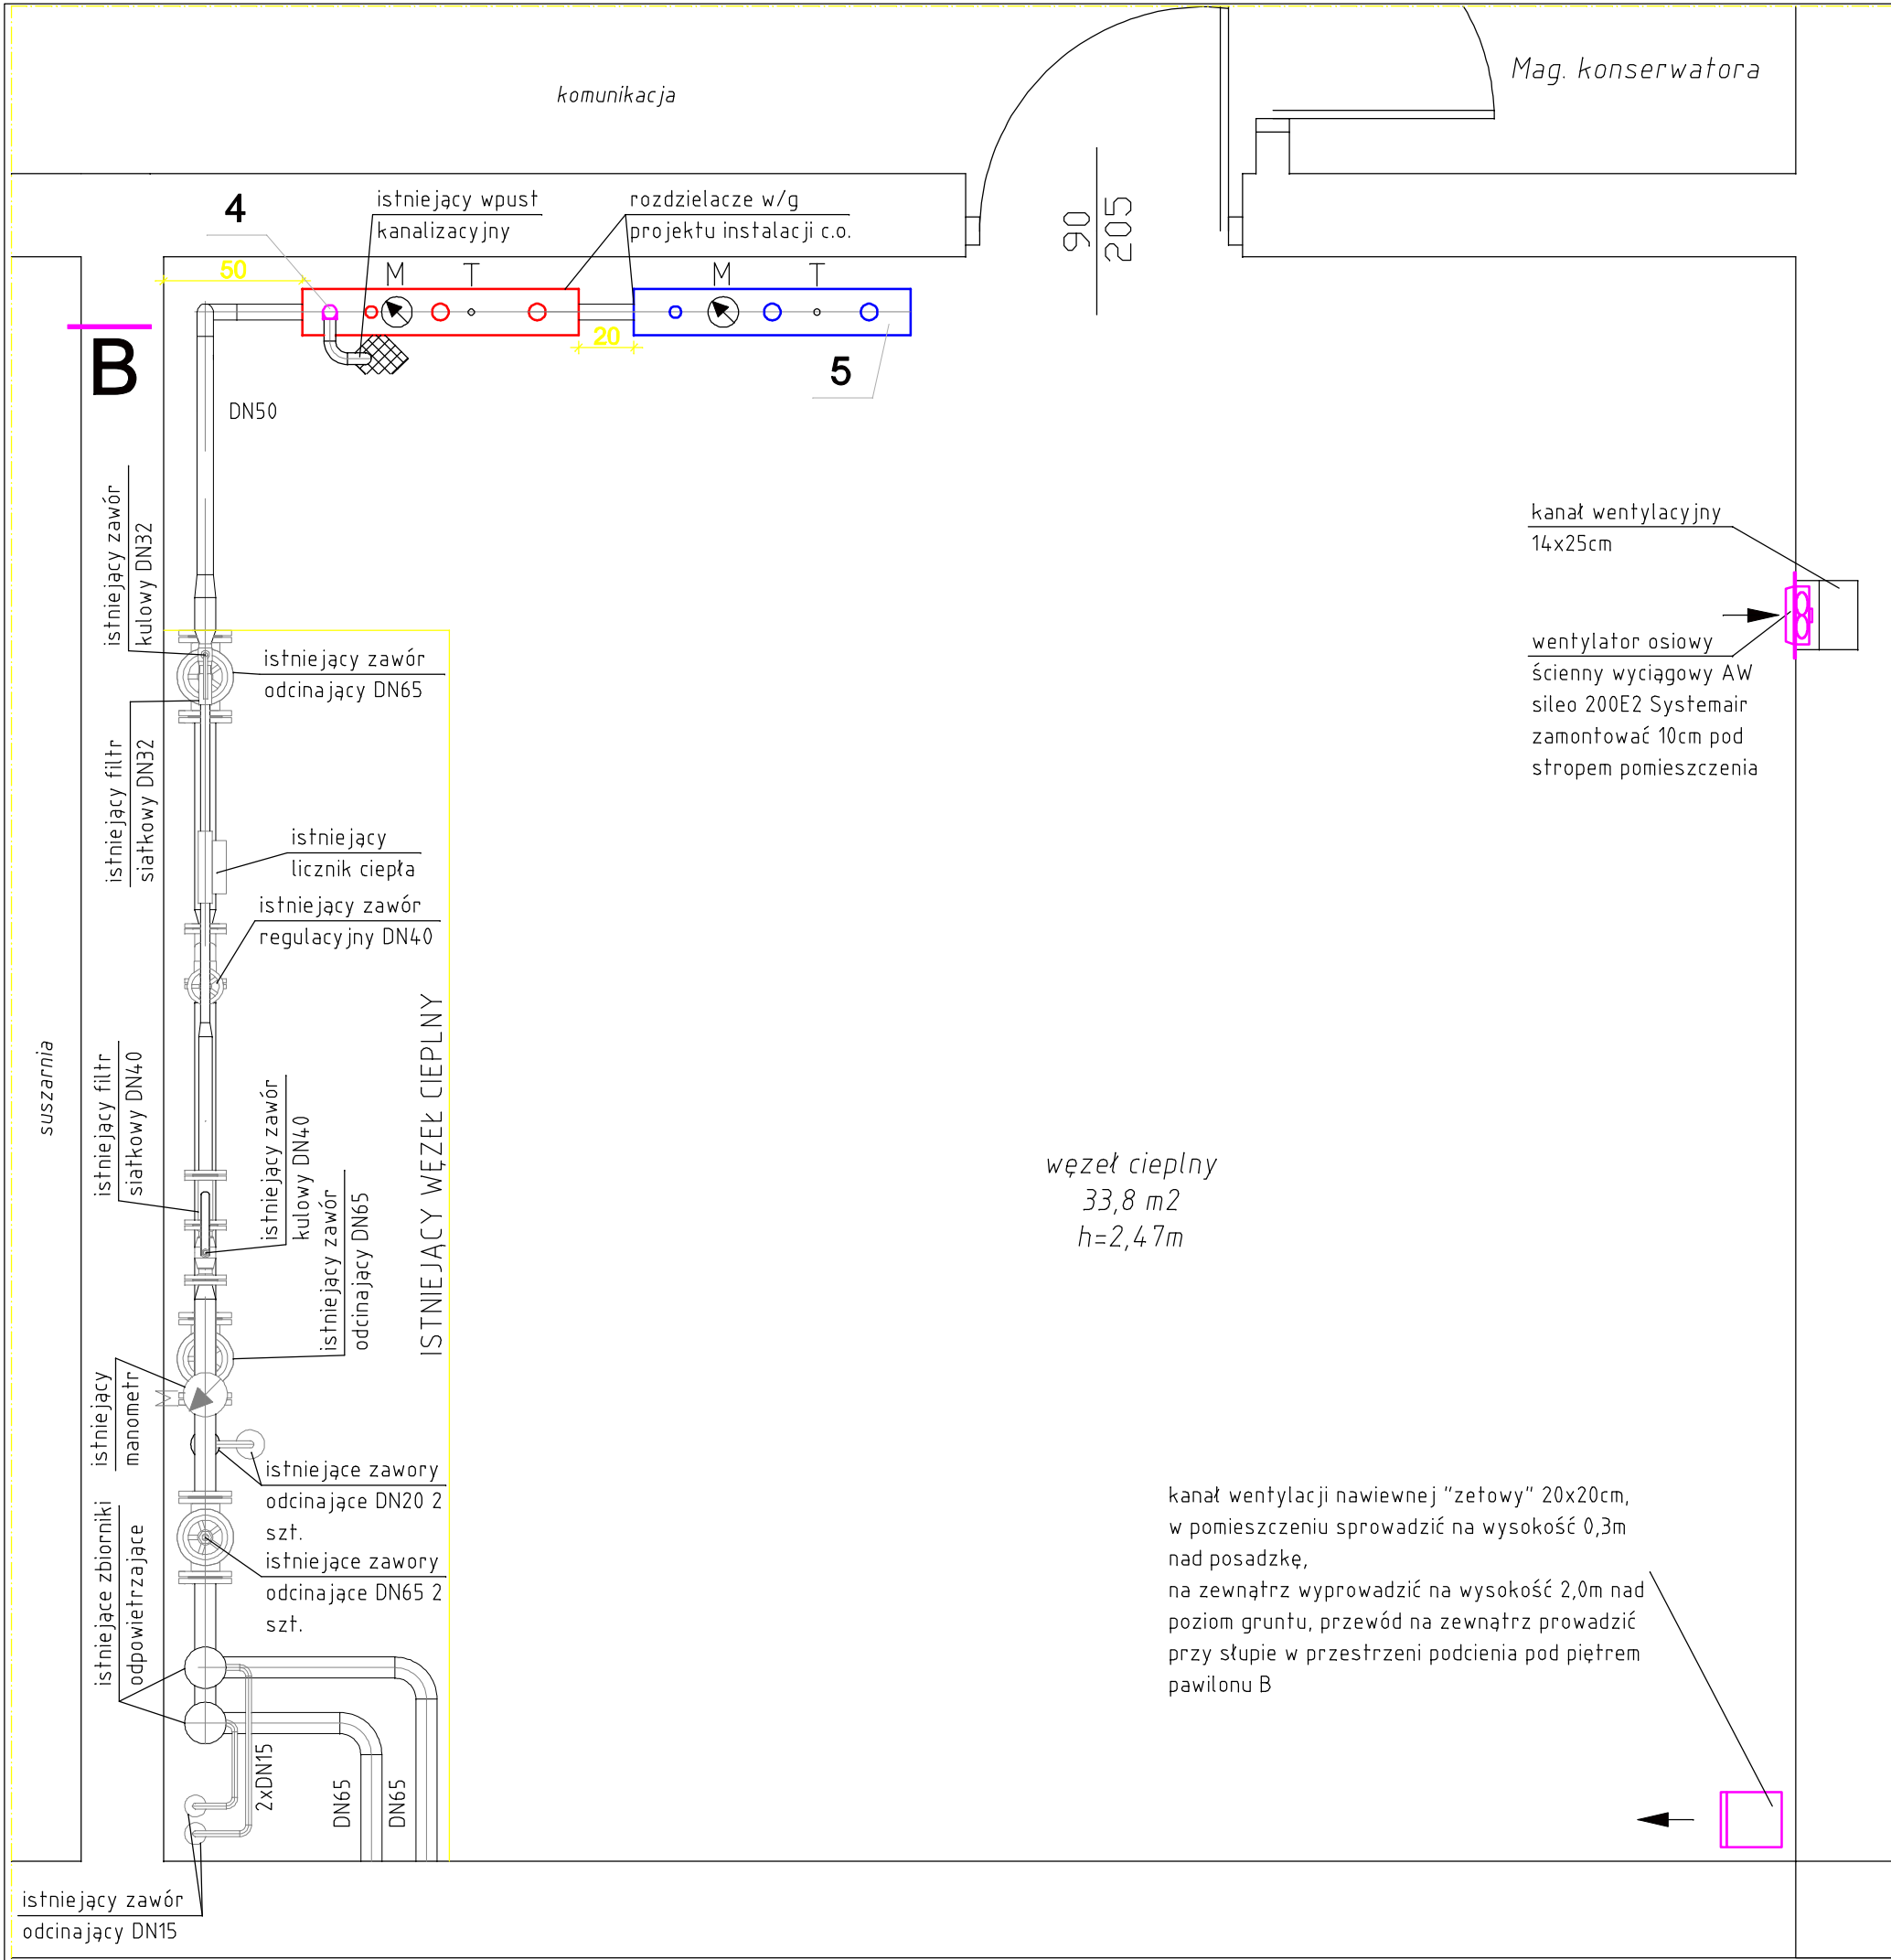 Mag. konserwatora
komunikacja
4
istniejący wpust
kanalizacyjny
rozdzielacze w/g
projektu instalacji c.o.
90
205
50
M
T
M
T
20
B
5
DN50
istniejący zawór
kulowy DN32
kanał wentylacyjny
14x25cm
wentylator osiowy
ścienny wyciągowy AW
sileo 200E2 Systemair
zamontować 10cm pod
stropem pomieszczenia
istniejący zawór
odcinający DN65
istniejący filtr
siatkowy DN32
istniejący
licznik ciepła
istniejący zawór
regulacyjny DN40
ISTNIEJĄCY WĘZEŁ CIEPLNY
suszarnia
istniejący filtr
siatkowy DN40
istniejący zawór
kulowy DN40
istniejący zawór
odcinający DN65
węzeł cieplny
33,8 m2
h=2,47m
istniejący
manometr
istniejące zawory
odcinające DN20 2
szt.
istniejące zawory
odcinające DN65 2
szt.
istniejące zbiorniki
odpowietrzające
kanał wentylacji nawiewnej "zetowy" 20x20cm,
w pomieszczeniu sprowadzić na wysokość 0,3m
nad posadzkę,
na zewnątrz wyprowadzić na wysokość 2,0m nad
poziom gruntu, przewód na zewnątrz prowadzić
przy słupie w przestrzeni podcienia pod piętrem
pawilonu B
2xDN15
DN65
DN65
istniejący zawór
odcinający DN15